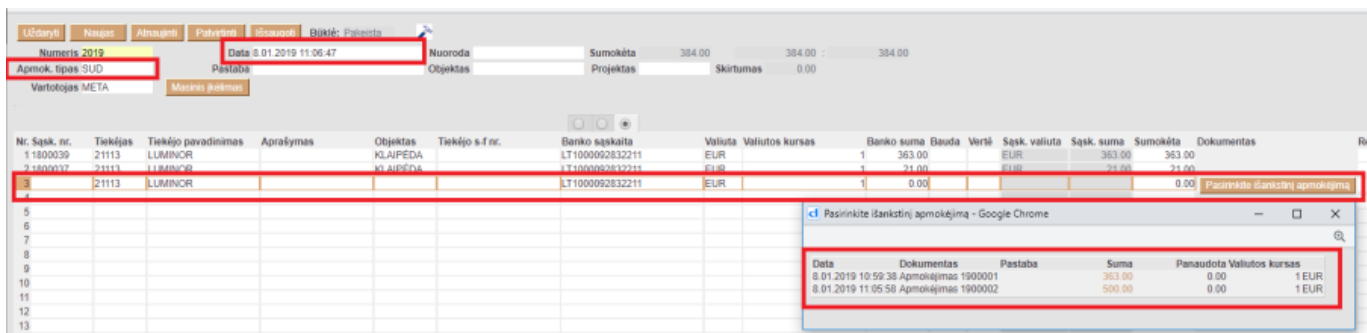 Uždaryti Naujas Atnaujinti Patvirtinti Išsaugoti Būklė: Pakeista
Numeris 2019 Data 8.01.2019 11:06:47 Nuoroda Sumokėta 384.00 384.00 : 384.00
Apmok. tipas SUD Pastaba Objektas Projektas Skirtumas 0.00
Vartotojas META Masinis įkėlimas
Nr. Sąsk. nr. Tiekėjas Tiekėjo pavadinimas Aprašymas Objektas Tiekėjo s-f nr. Banko sąskaita Valiuta Valiutos kursas Banko suma Bauda Vertė Sąsk. valiuta Sąsk. suma Sumokėta Dokumentas
1 1800039 21113 LUMINOR KLAIPĖDA LT1000092832211 EUR 1 363.00 EUR 363.00 363.00
2 1800037 21113 LUMINOR KLAIPĖDA LT1000092832211 EUR 1 21.00 EUR 21.00 21.00
3 21113 LUMINOR LT1000092832211 EUR 1 0.00 0.00 Pasirinkite išankstinį apmokėjimą
4
5
6
7
8
9
10
11
12
13
Pasirinkite išankstinį apmokėjimą - Google Chrome
Data Dokumentas Pastaba Suma Panaudota Valiutos kursas
8.01.2019 10:59:38 Apmokėjimas 1900001 363.00 0.00 1 EUR
8.01.2019 11:05:58 Apmokėjimas 1900002 500.00 0.00 1 EUR